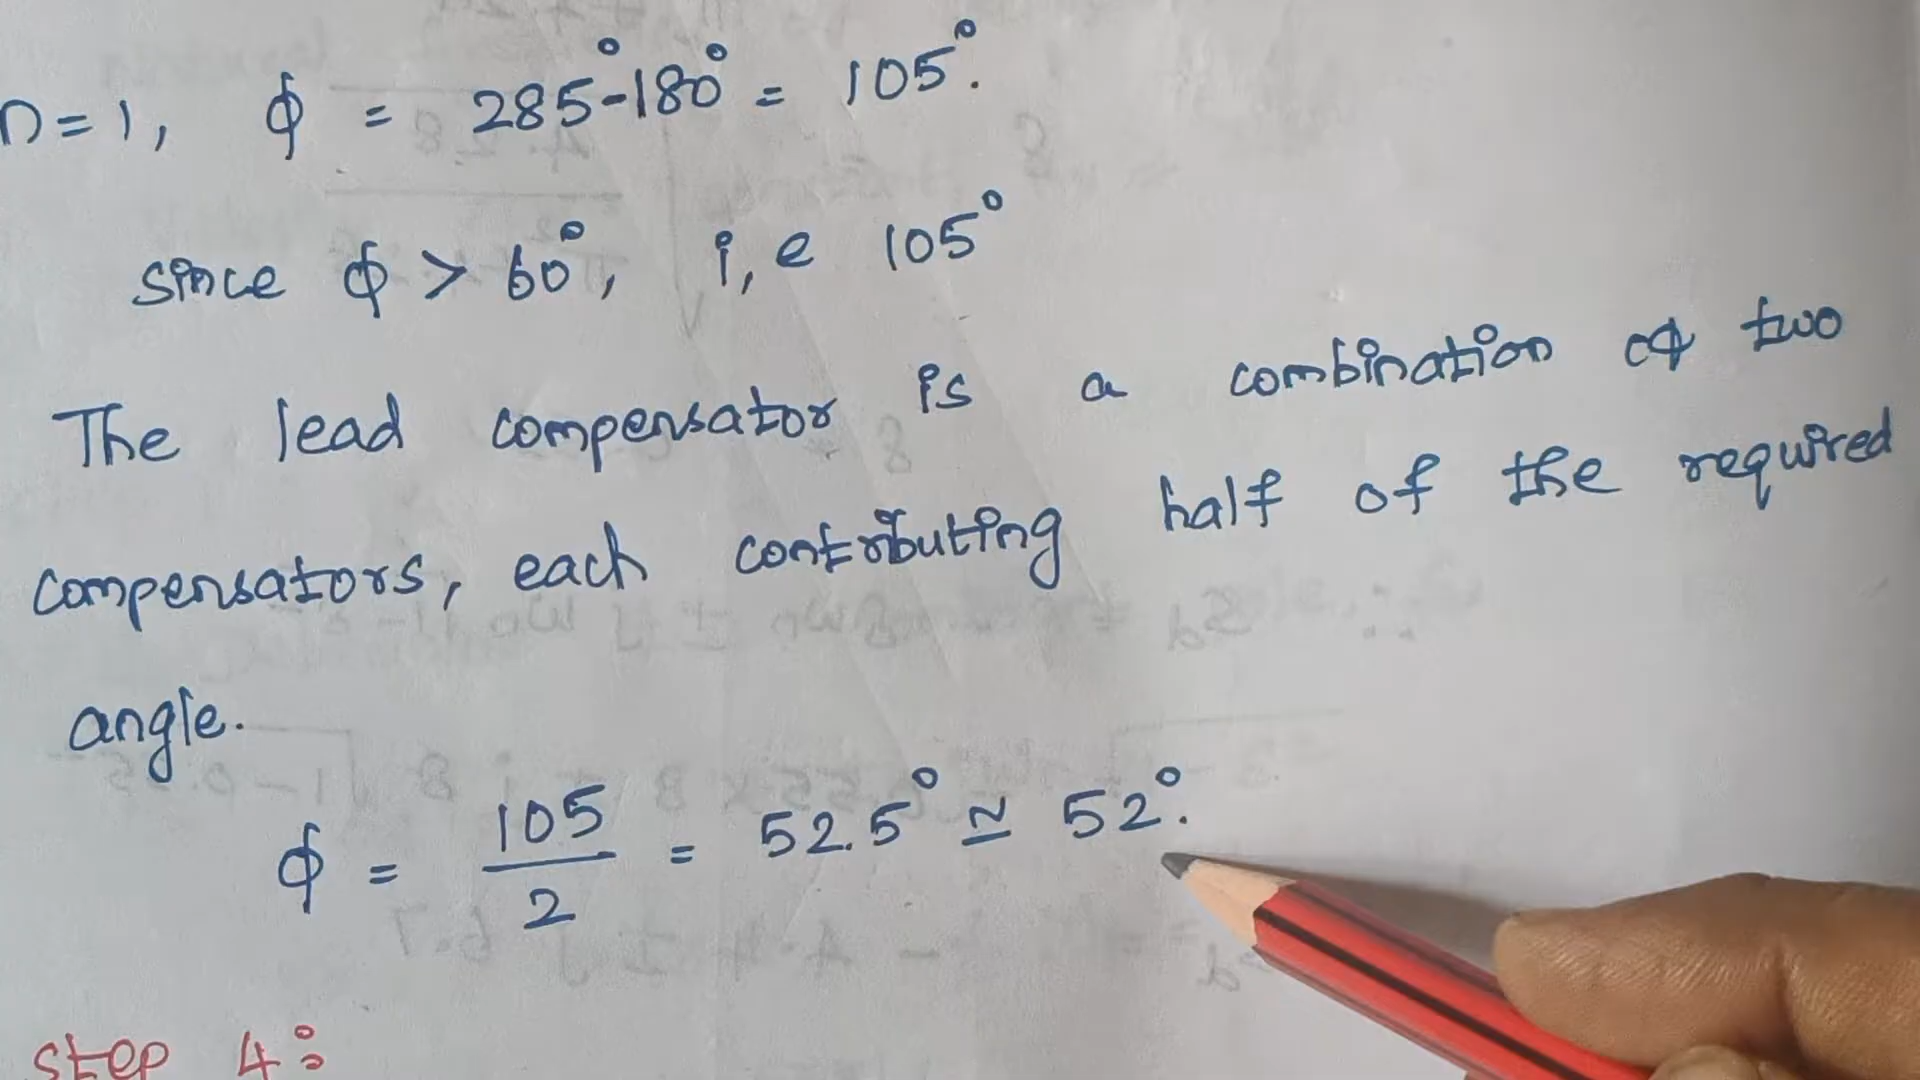 n=1, φ = 285°-180° = 105°.
since φ > 60°, i,e 105°
The lead compensator is a combination of two
compensators, each contributing half of the required
angle.
φ = 105/2 = 52.5° ≃ 52°.
step 4: